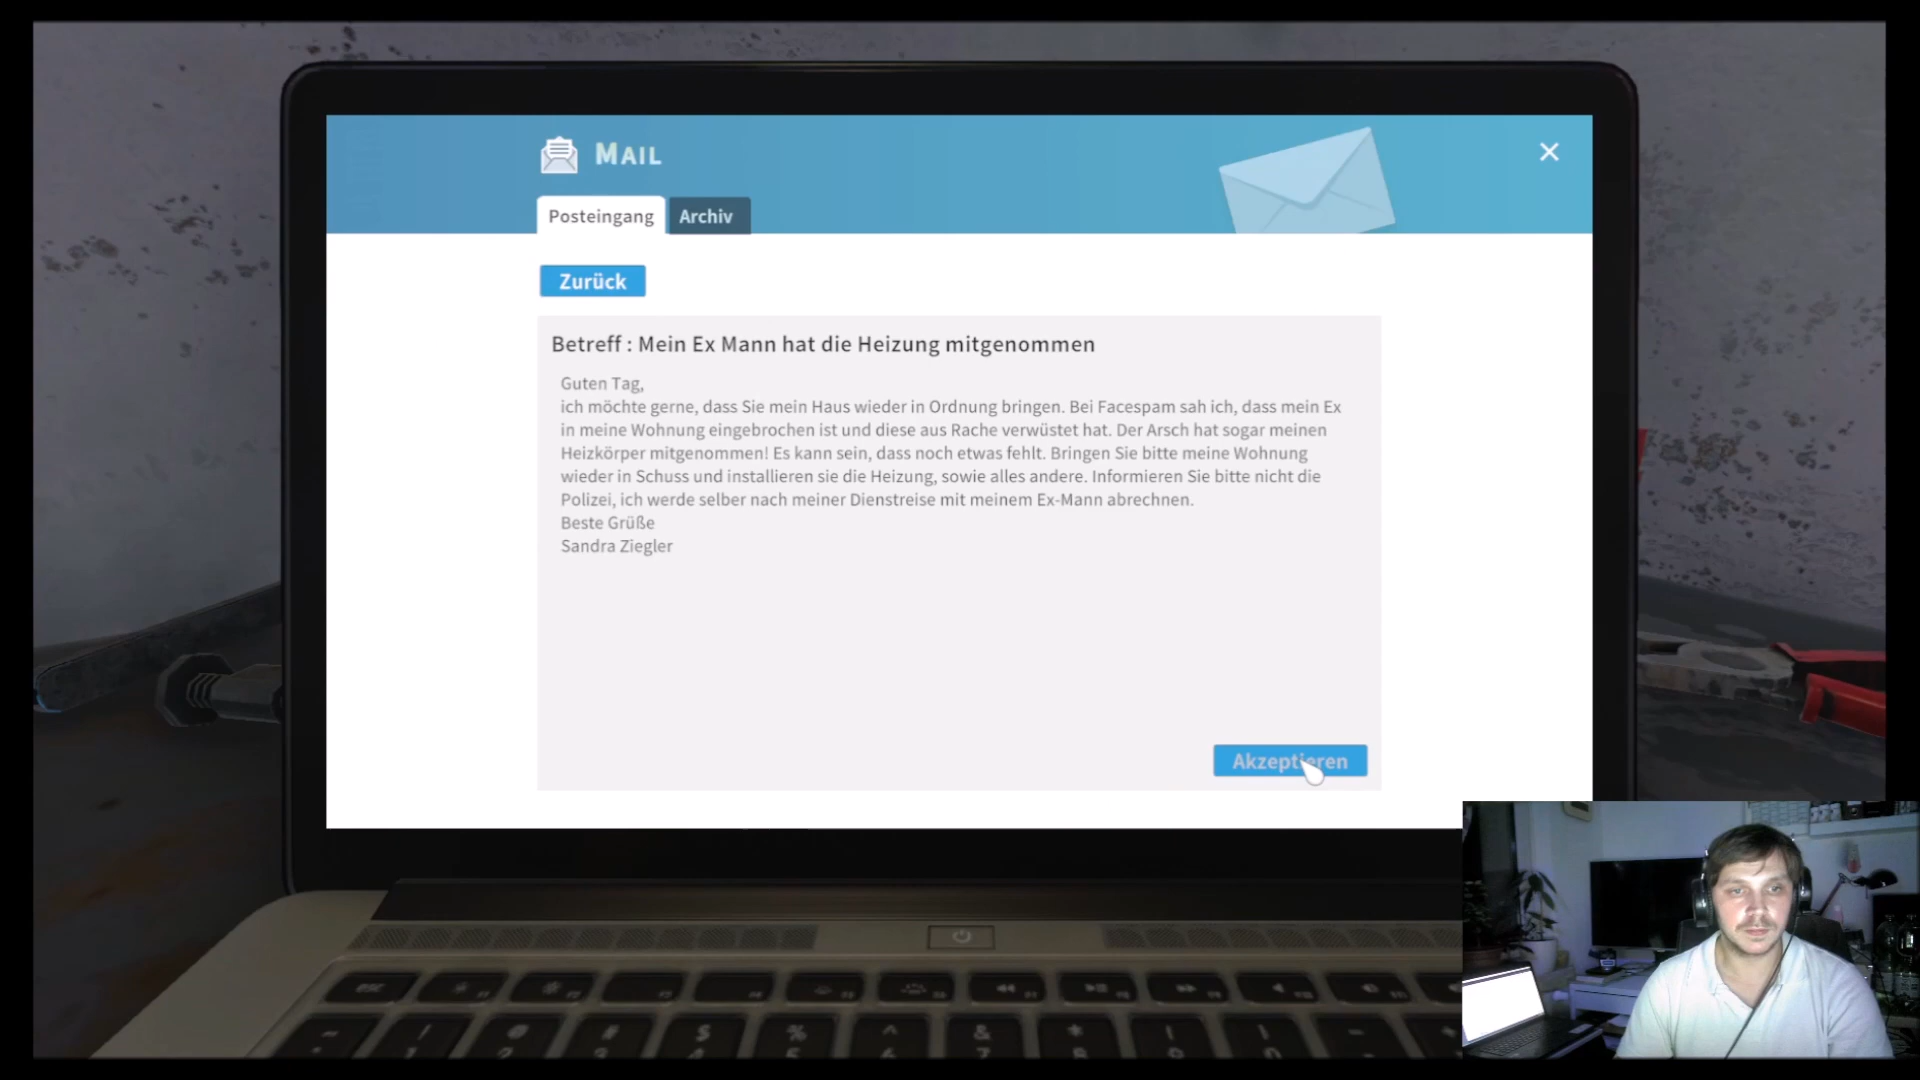 MAIL
Posteingang Archiv
Zurück
Betreff : Mein Ex Mann hat die Heizung mitgenommen
Guten Tag,
ich möchte gerne, dass Sie mein Haus wieder in Ordnung bringen. Bei Facespam sah ich, dass mein Ex
in meine Wohnung eingebrochen ist und diese aus Rache verwüstet hat. Der Arsch hat sogar meinen
Heizkörper mitgenommen! Es kann sein, dass noch etwas fehlt. Bringen Sie bitte meine Wohnung
wieder in Schuss und installieren sie die Heizung, sowie alles andere. Informieren Sie bitte nicht die
Polizei, ich werde selber nach meiner Dienstreise mit meinem Ex-Mann abrechnen.
Beste Grüße
Sandra Ziegler
Akzeptieren
esc